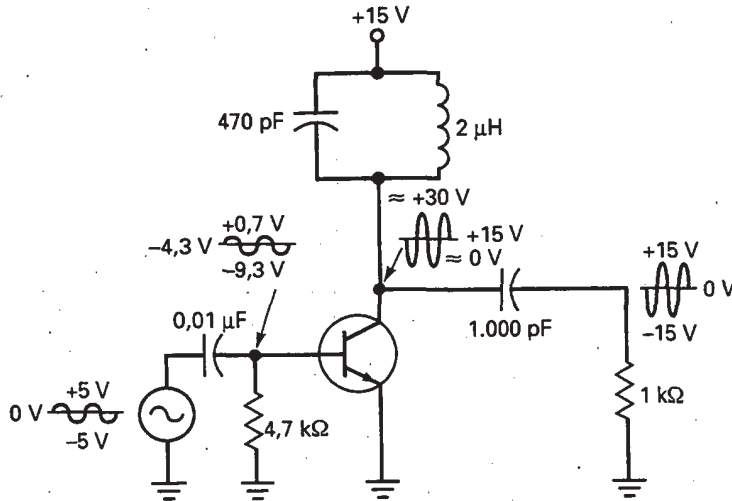 +15 V
470 pF
2 µH
≈ +30 V
+0,7 V
−4,3 V
−9,3 V
+15 V
≈ 0 V
+15 V
0 V
−15 V
0,01 µF
1.000 pF
+5 V
0 V
−5 V
4,7 kΩ
1 kΩ